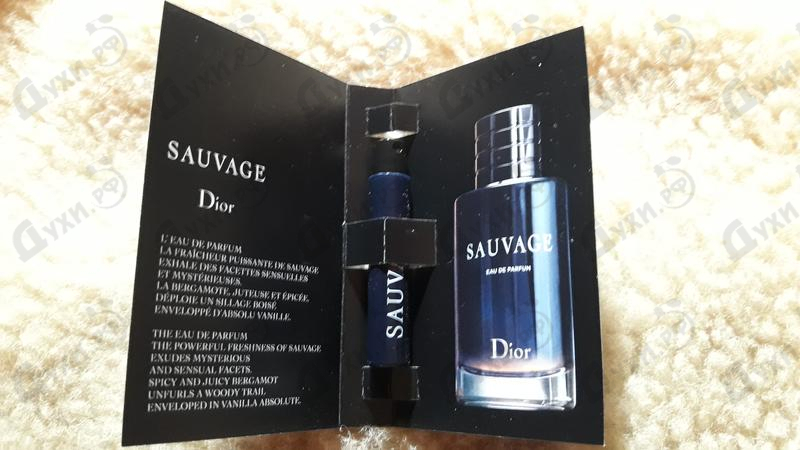 SAUVAGE
Dior
L'EAU DE PARFUM
LA FRAÎCHEUR PUISSANTE DE SAUVAGE
EXHALE DES FACETTES SENSUELLES
ET MYSTÉRIEUSES.
LA BERGAMOTE, JUTEUSE ET ÉPICÉE,
DÉPLOIE UN SILLAGE BOISÉ
ENVELOPPÉ D'ABSOLU VANILLE.
THE EAU DE PARFUM
THE POWERFUL FRESHNESS OF SAUVAGE
EXUDES MYSTERIOUS
AND SENSUAL FACETS.
SPICY AND JUICY BERGAMOT
UNFURLS A WOODY TRAIL
ENVELOPED IN VANILLA ABSOLUTE.
SAUV
SAUVAGE
EAU DE PARFUM
Dior
Духи.рф